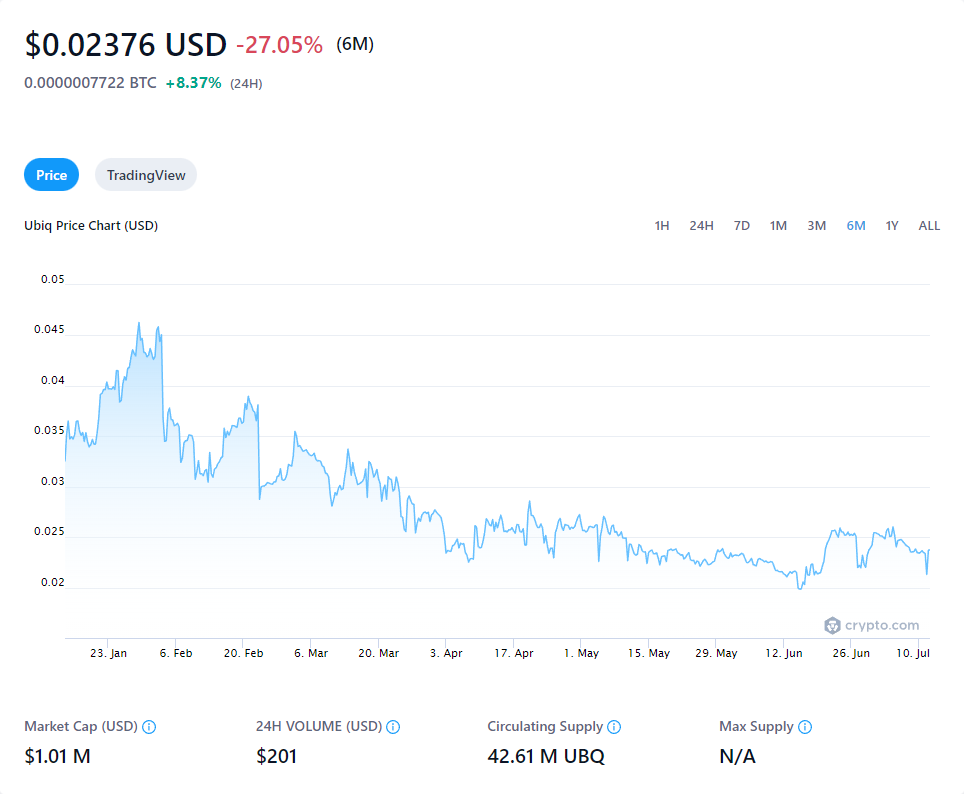 $0.02376 USD -27.05% (6M)
0.0000007722 BTC +8.37% (24H)
Price TradingView
Ubiq Price Chart (USD) 1H 24H 7D 1M 3M 6M 1Y ALL
0.05
0.045
0.04
0.035
0.03
0.025
0.02
crypto.com
23. Jan 6. Feb 20. Feb 6. Mar 20. Mar 3. Apr 17. Apr 1. May 15. May 29. May 12. Jun 26. Jun 10. Jul
Market Cap (USD) 24H VOLUME (USD) Circulating Supply Max Supply
$1.01 M $201 42.61 M UBQ N/A